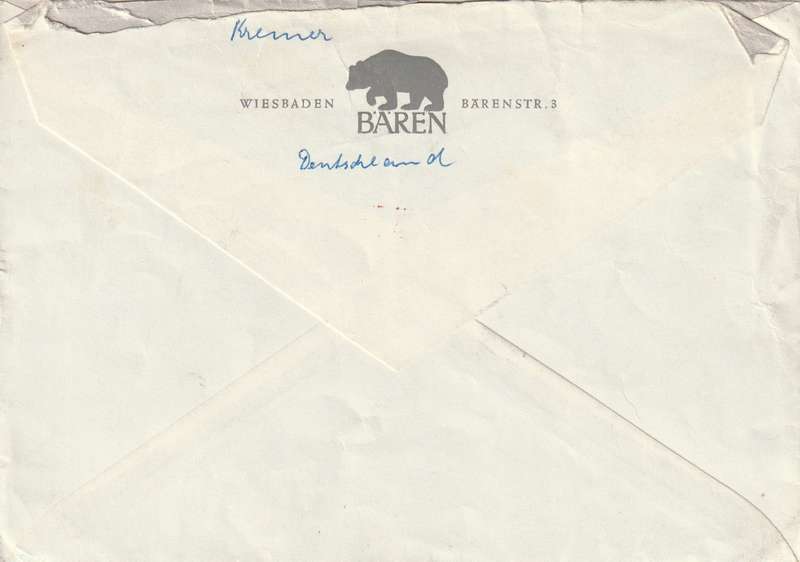 Kremer
WIESBADEN BÄREN BÄRENSTR. 3
Deutschland